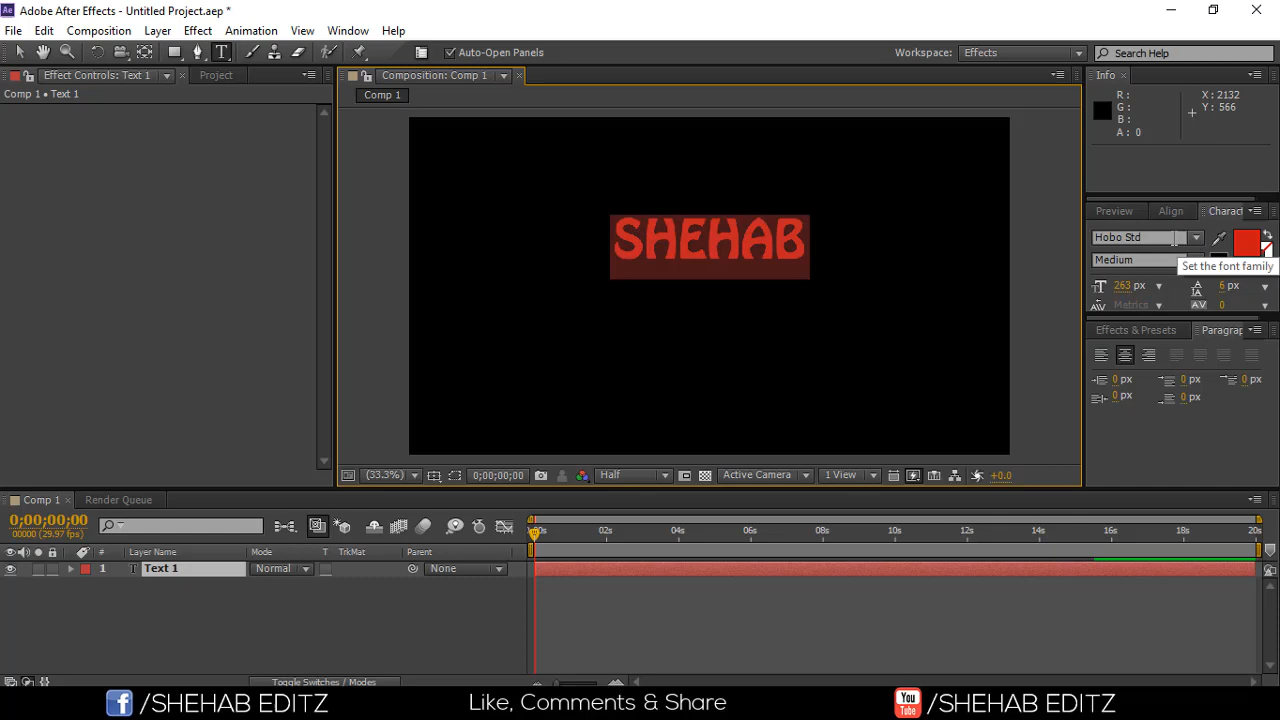 Adobe After Effects - Untitled Project.aep *
File Edit Composition Layer Effect Animation View Window Help
Auto-Open Panels
Workspace: Effects
Search Help
Effect Controls: Text 1
Project
Composition: Comp 1
Info
Comp 1 • Text 1
Comp 1
R :
G :
B :
A : 0
X : 2132
Y : 566
SHEHAB
Preview Align Charac
Hobo Std
Medium
Set the font family
263 px
6 px
Metrics
0
Effects & Presets
Paragrap
0 px 0 px 0 px
0 px 0 px
(33.3%)
0;00;00;00
Half
Active Camera
1 View
+0.0
Comp 1
Render Queue
0;00;00;00
00000 (29.97 fps)
02s 04s 06s 08s 10s 12s 14s 16s 18s 20s
# Layer Name Mode T TrkMat Parent
1 T Text 1 Normal None
Toggle Switches / Modes
f /SHEHAB EDITZ
Like, Comments & Share
You Tube /SHEHAB EDITZ